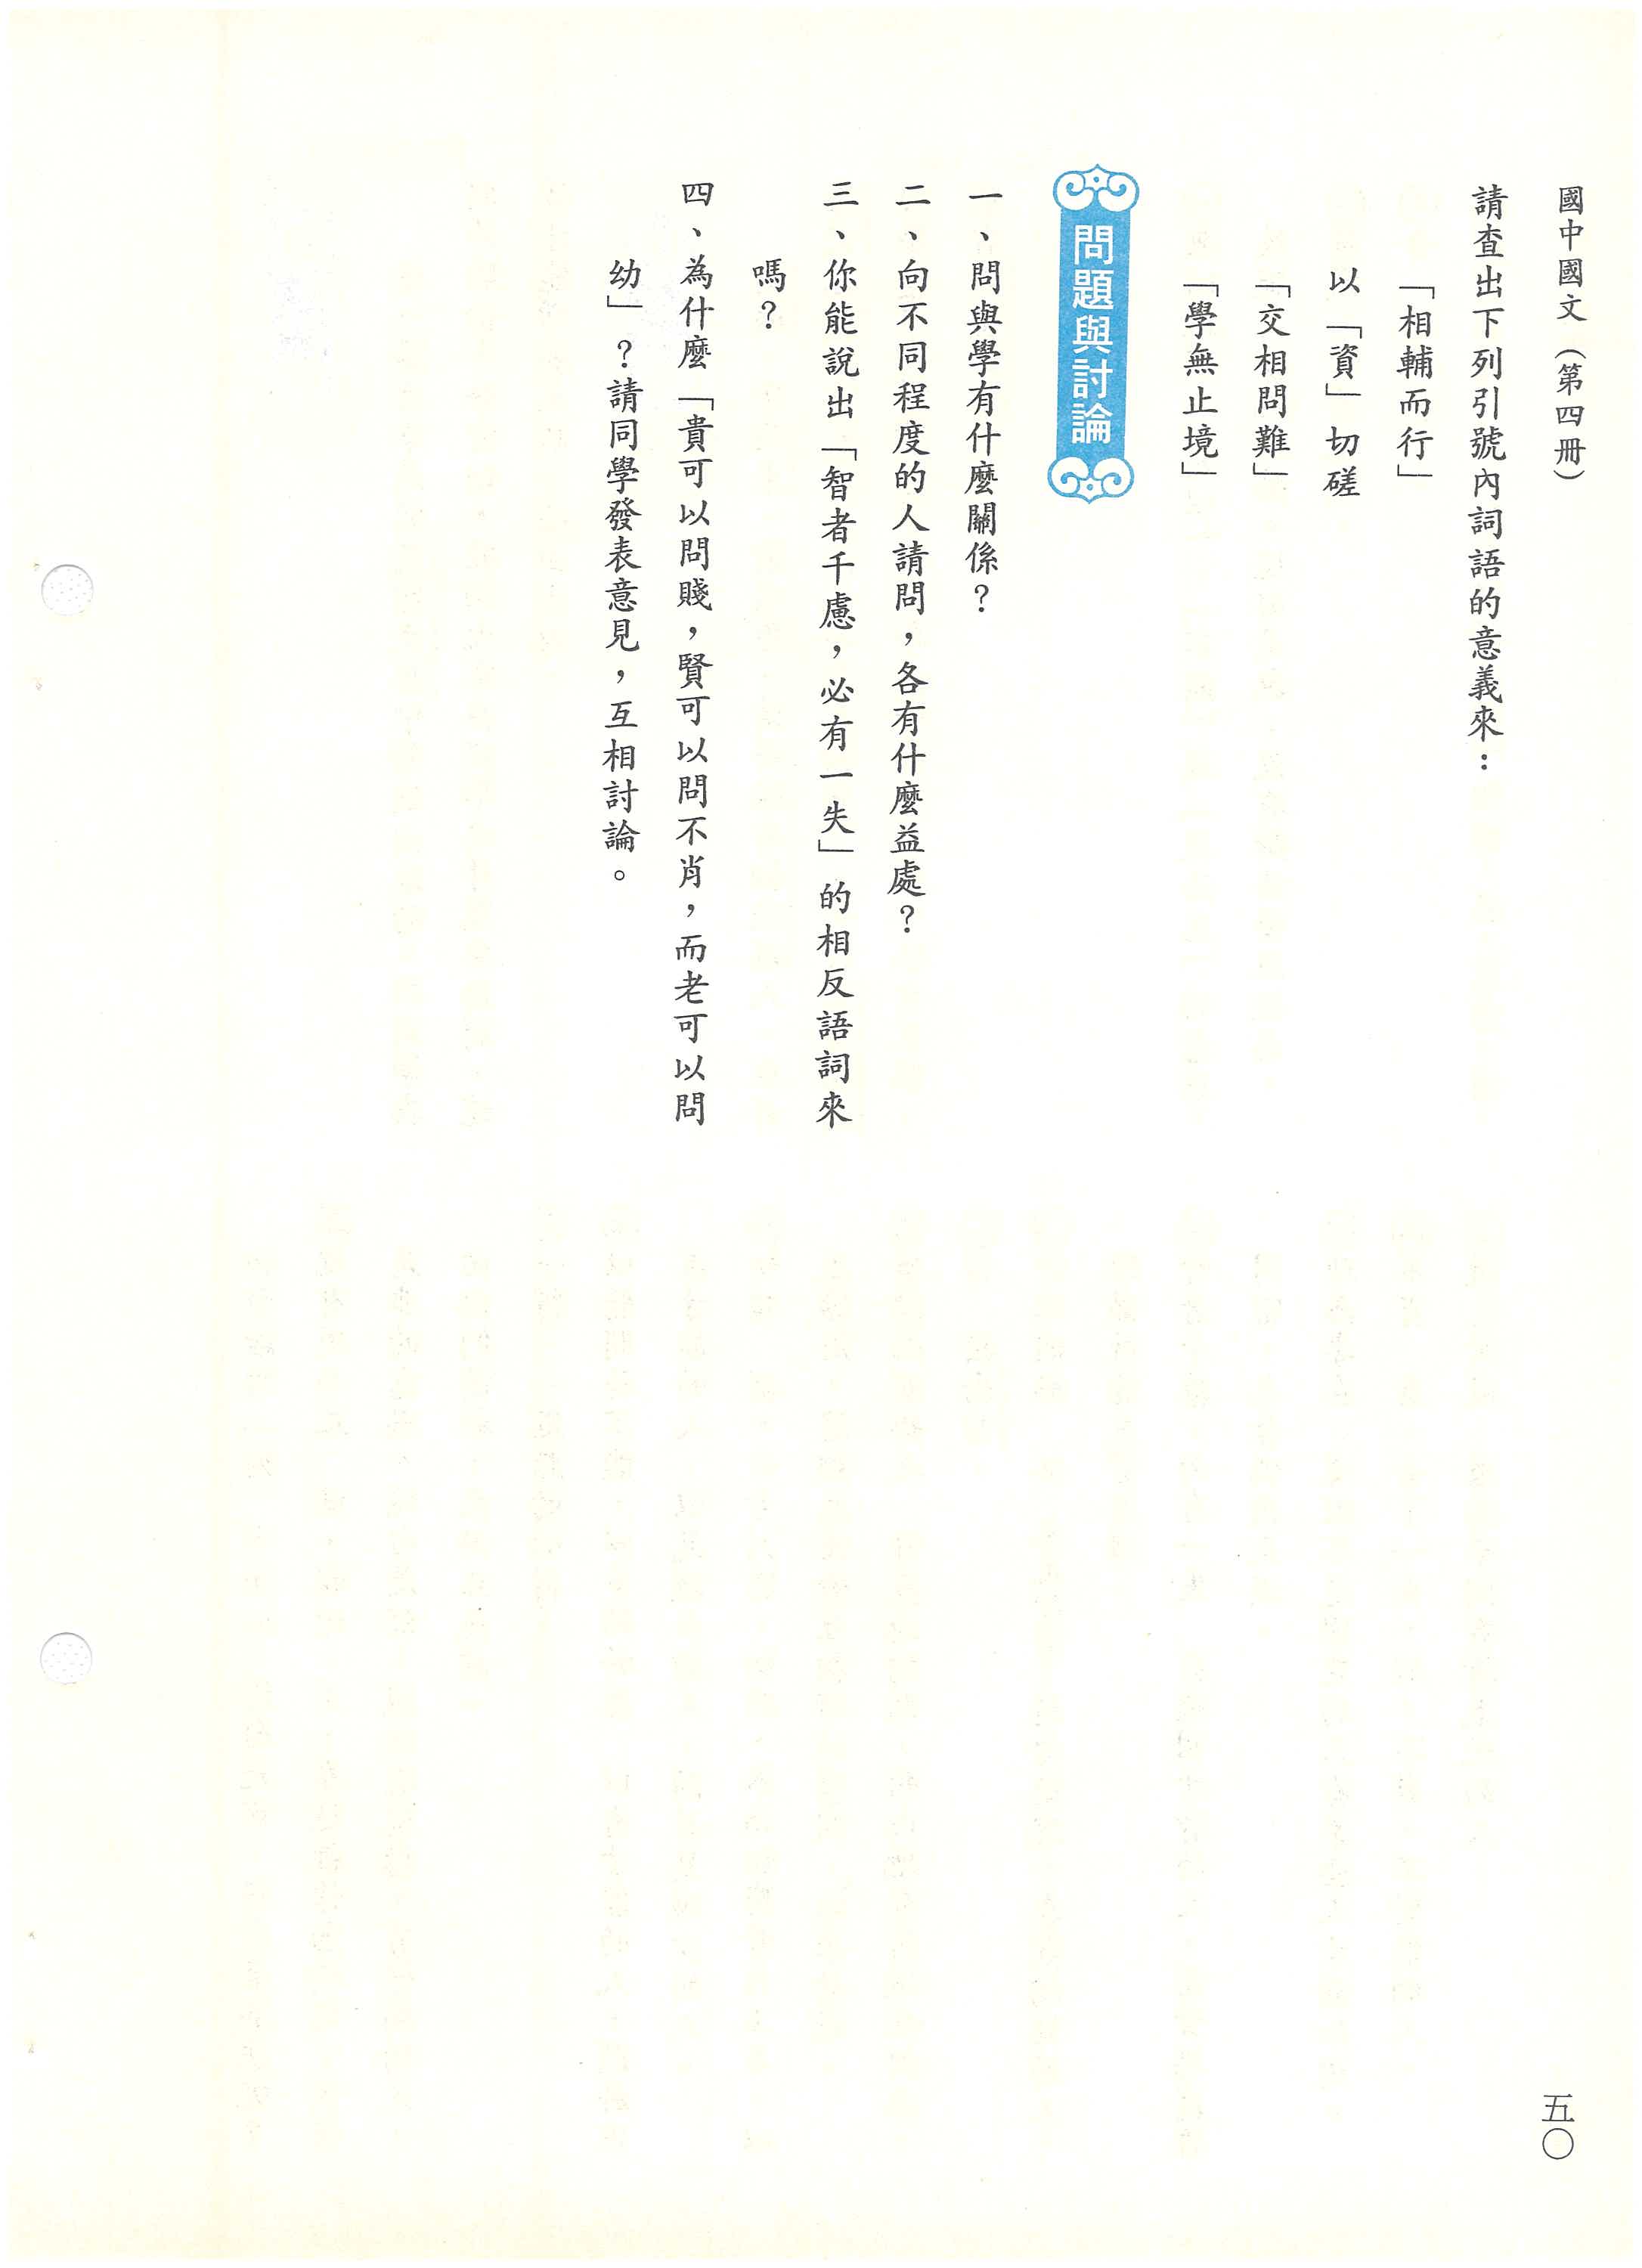 國中國文（第四冊）
請查出下列引號內詞語的意義來：
「相輔而行」
以「資」切磋
「交相問難」
「學無止境」
問題與討論
一、問與學有什麼關係？
二、向不同程度的人請問，各有什麼益處？
三、你能說出「智者千慮，必有一失」的相反語詞來
嗎？
四、為什麼「貴可以問賤，賢可以問不肖，而老可以問
幼」？請同學發表意見，互相討論。
五〇